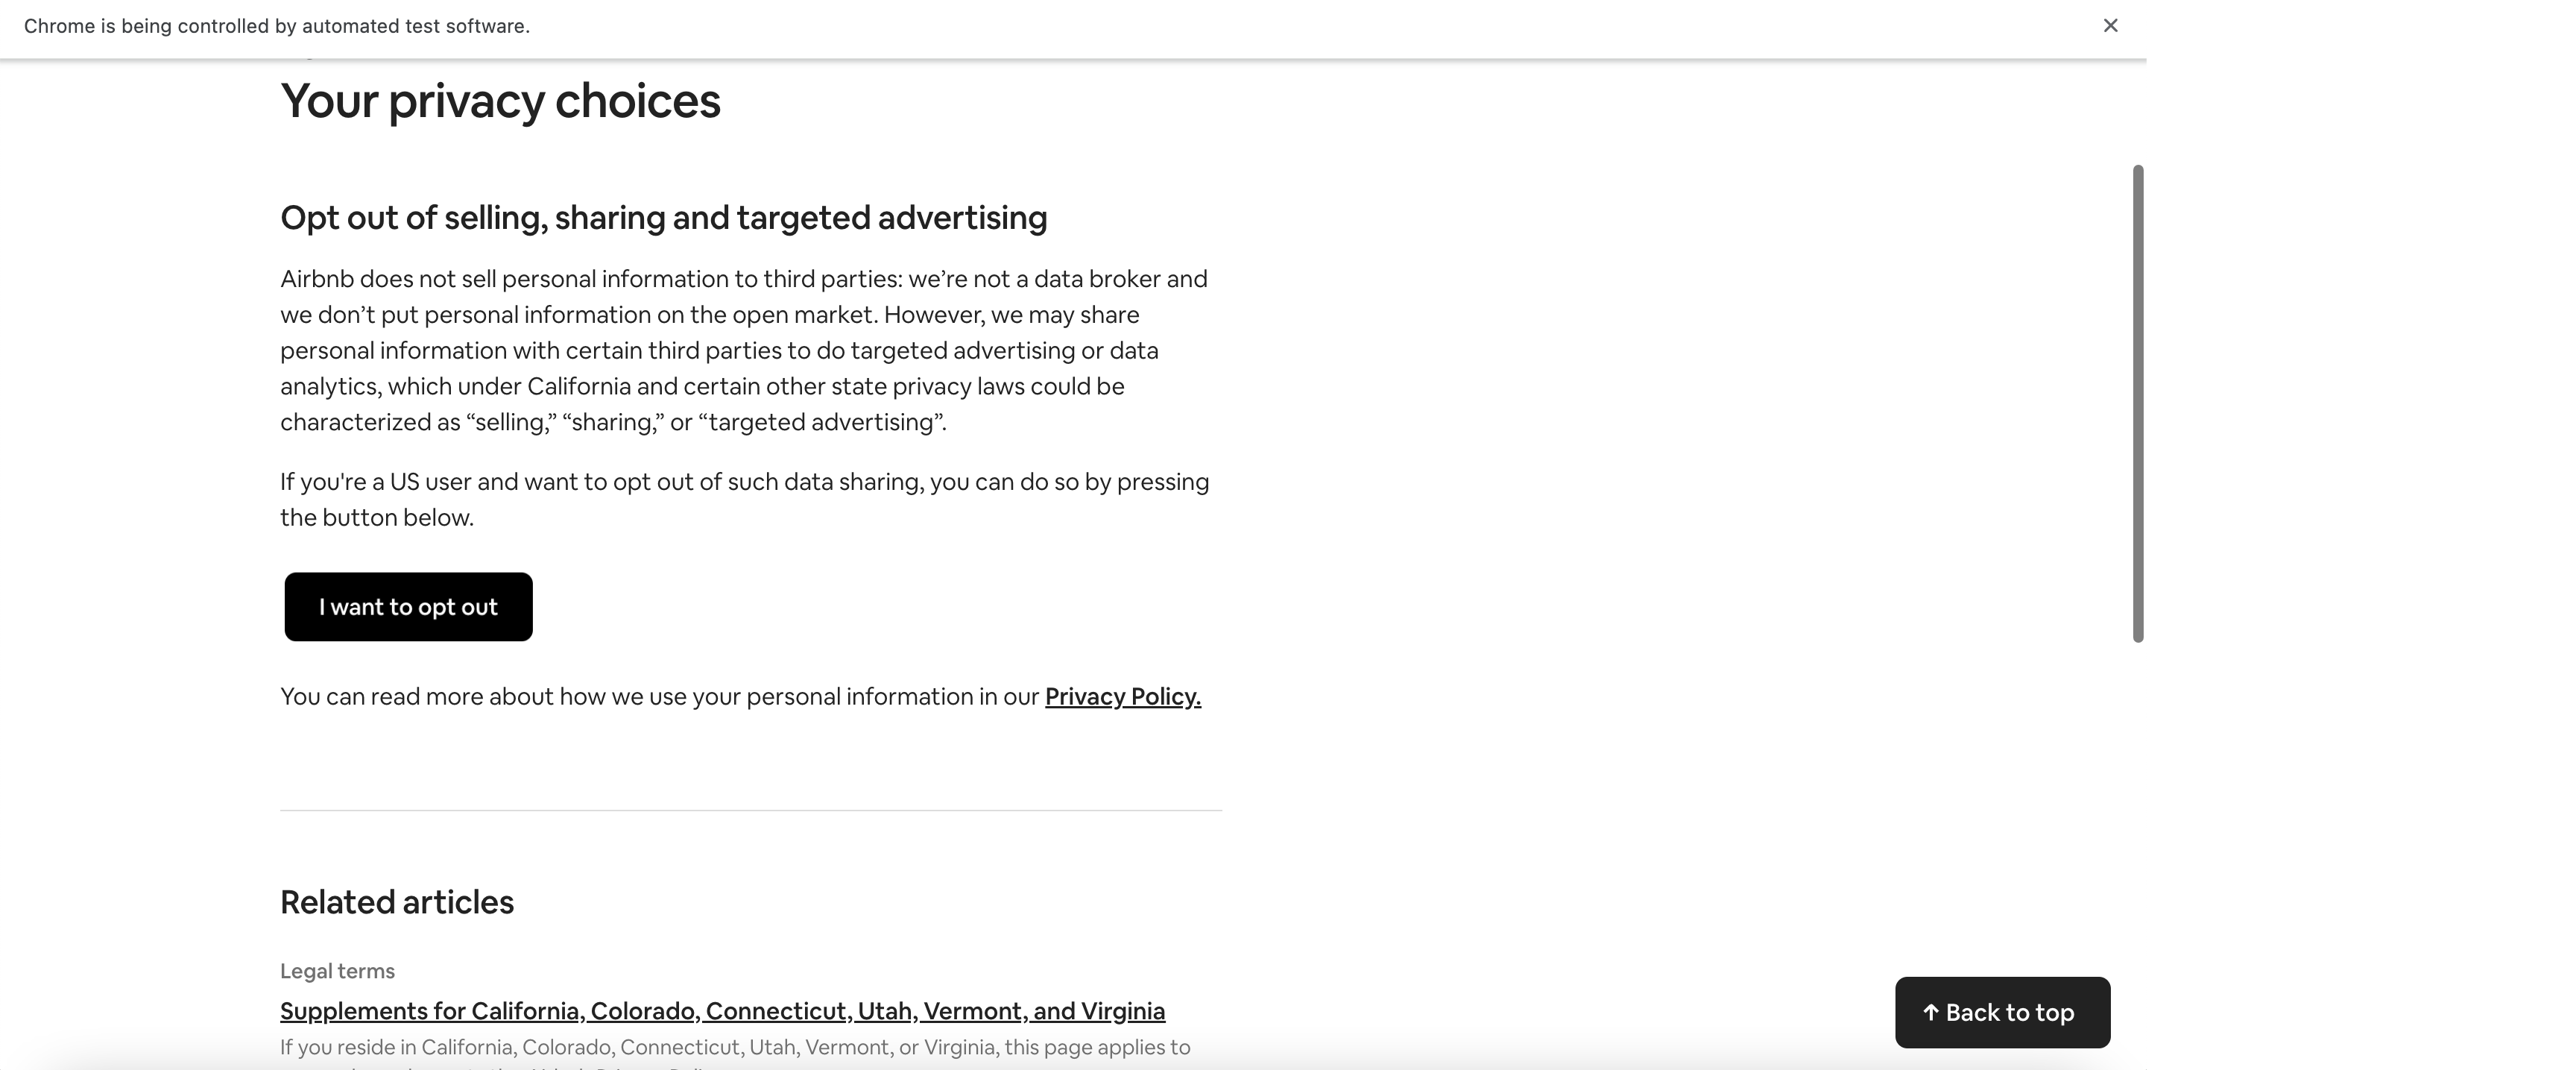 Chrome is being controlled by automated test software.
Your privacy choices
Opt out of selling, sharing and targeted advertising
Airbnb does not sell personal information to third parties: we’re not a data broker and
we don’t put personal information on the open market. However, we may share
personal information with certain third parties to do targeted advertising or data
analytics, which under California and certain other state privacy laws could be
characterized as “selling,” “sharing,” or “targeted advertising”.
If you're a US user and want to opt out of such data sharing, you can do so by pressing
the button below.
I want to opt out
You can read more about how we use your personal information in our Privacy Policy.
Related articles
Legal terms
Supplements for California, Colorado, Connecticut, Utah, Vermont, and Virginia
If you reside in California, Colorado, Connecticut, Utah, Vermont, or Virginia, this page applies to
↑ Back to top